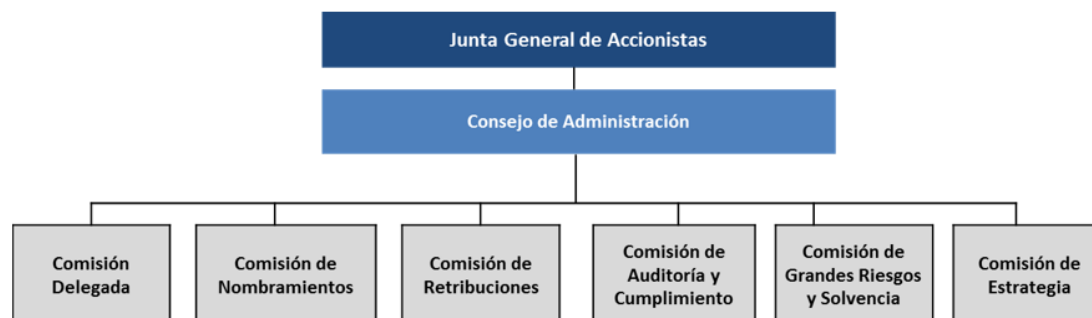 Junta General de Accionistas
Consejo de Administración
Comisión
Delegada
Comisión de
Nombramientos
Comisión de
Retribuciones
Comisión de
Auditoría y
Cumplimiento
Comisión de
Grandes Riesgos
y Solvencia
Comisión de
Estrategia